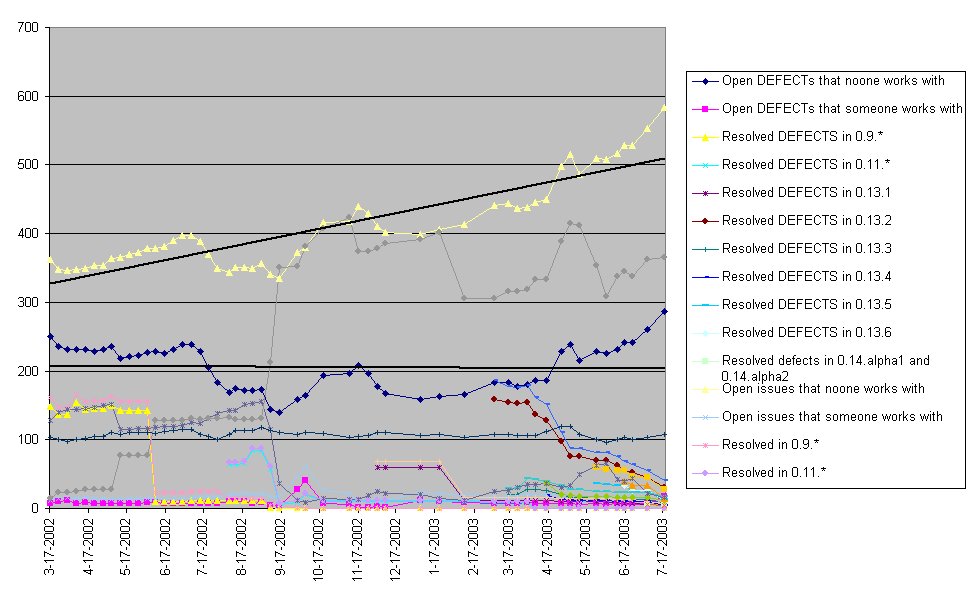 700
600
500
400
300
200
100
0
3-17-2002
4-17-2002
5-17-2002
6-17-2002
7-17-2002
8-17-2002
9-17-2002
10-17-2002
11-17-2002
12-17-2002
1-17-2003
2-17-2003
3-17-2003
4-17-2003
5-17-2003
6-17-2003
7-17-2003
Open DEFECTs that noone works with
Open DEFECTs that someone works with
Resolved DEFECTS in 0.9.*
Resolved DEFECTS in 0.11.*
Resolved DEFECTS in 0.13.1
Resolved DEFECTS in 0.13.2
Resolved DEFECTS in 0.13.3
Resolved DEFECTS in 0.13.4
Resolved DEFECTS in 0.13.5
Resolved DEFECTS in 0.13.6
Resolved defects in 0.14.alpha1 and
0.14.alpha2
Open issues that noone works with
Open issues that someone works with
Resolved in 0.9.*
Resolved in 0.11.*